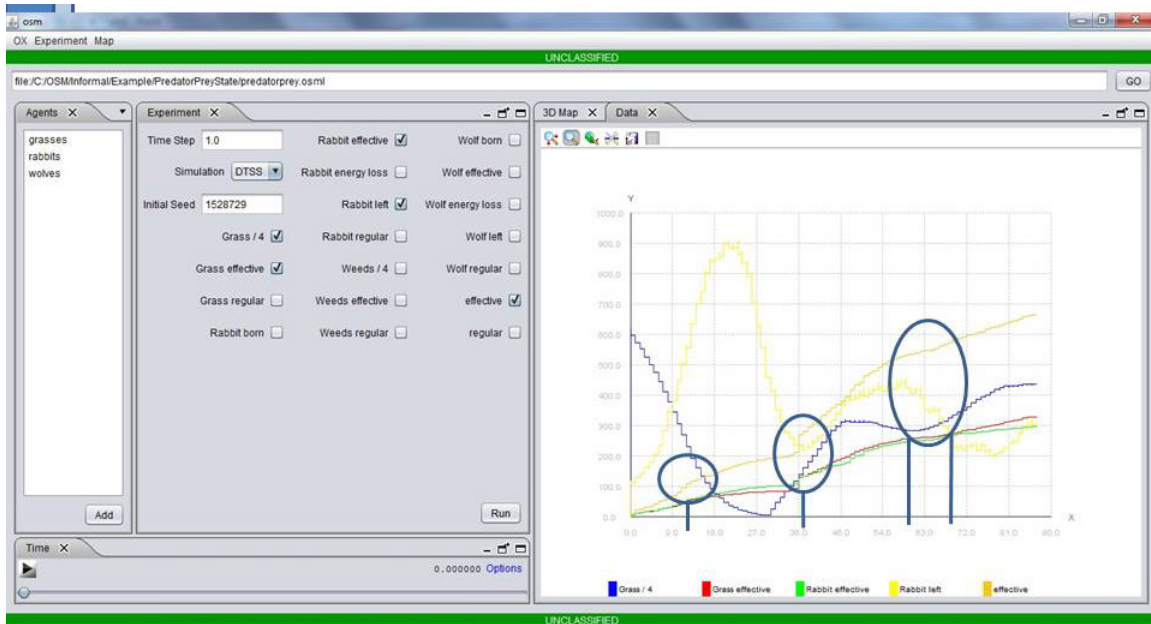 osm
OX Experiment Map
UNCLASSIFIED
file:/C:/OSM/Informal/Example/PredatorPreyState/predatorprey.osml GO
Agents
grasses
rabbits
wolves
Add
Experiment
Time Step 1.0 Rabbit effective Wolf born
Simulation DTSS Rabbit energy loss Wolf effective
Initial Seed 1528729 Rabbit left Wolf energy loss
Grass / 4 Rabbit regular Wolf left
Grass effective Weeds / 4 Wolf regular
Grass regular Weeds effective effective
Rabbit born Weeds regular regular
Run
Time
0.000000 Options
3D Map Data
Y
1000.0
900.0
800.0
700.0
600.0
500.0
400.0
300.0
200.0
100.0
0.0
X
0.0 9.0 18.0 27.0 36.0 45.0 54.0 63.0 72.0 81.0 90.0
Grass / 4 Grass effective Rabbit effective Rabbit left effective
UNCLASSIFIED